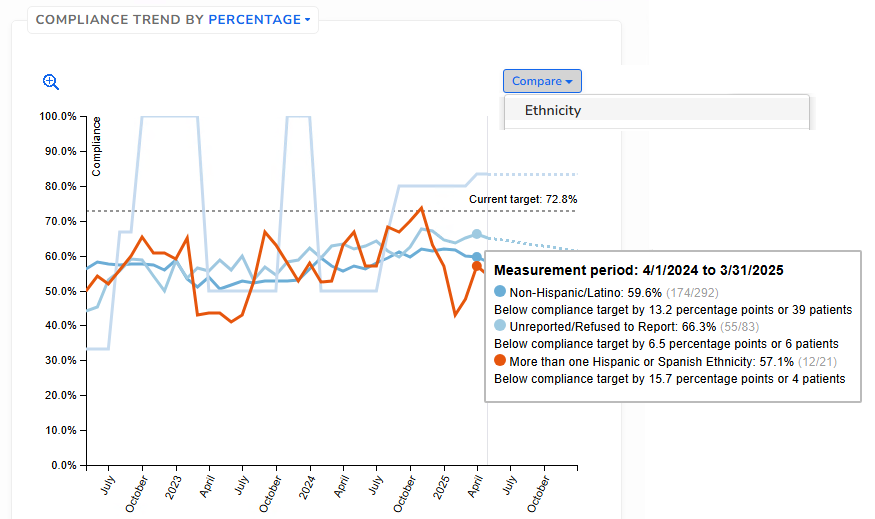 COMPLIANCE TREND BY PERCENTAGE
Compare
Ethnicity
100.0%
90.0%
80.0%
70.0%
60.0%
50.0%
40.0%
30.0%
20.0%
10.0%
0.0%
Compliance
Current target: 72.8%
Measurement period: 4/1/2024 to 3/31/2025
Non-Hispanic/Latino: 59.6% (174/292)
Below compliance target by 13.2 percentage points or 39 patients
Unreported/Refused to Report: 66.3% (55/83)
Below compliance target by 6.5 percentage points or 6 patients
More than one Hispanic or Spanish Ethnicity: 57.1% (12/21)
Below compliance target by 15.7 percentage points or 4 patients
July
October
2023
April
July
October
2024
April
July
October
2025
April
July
October